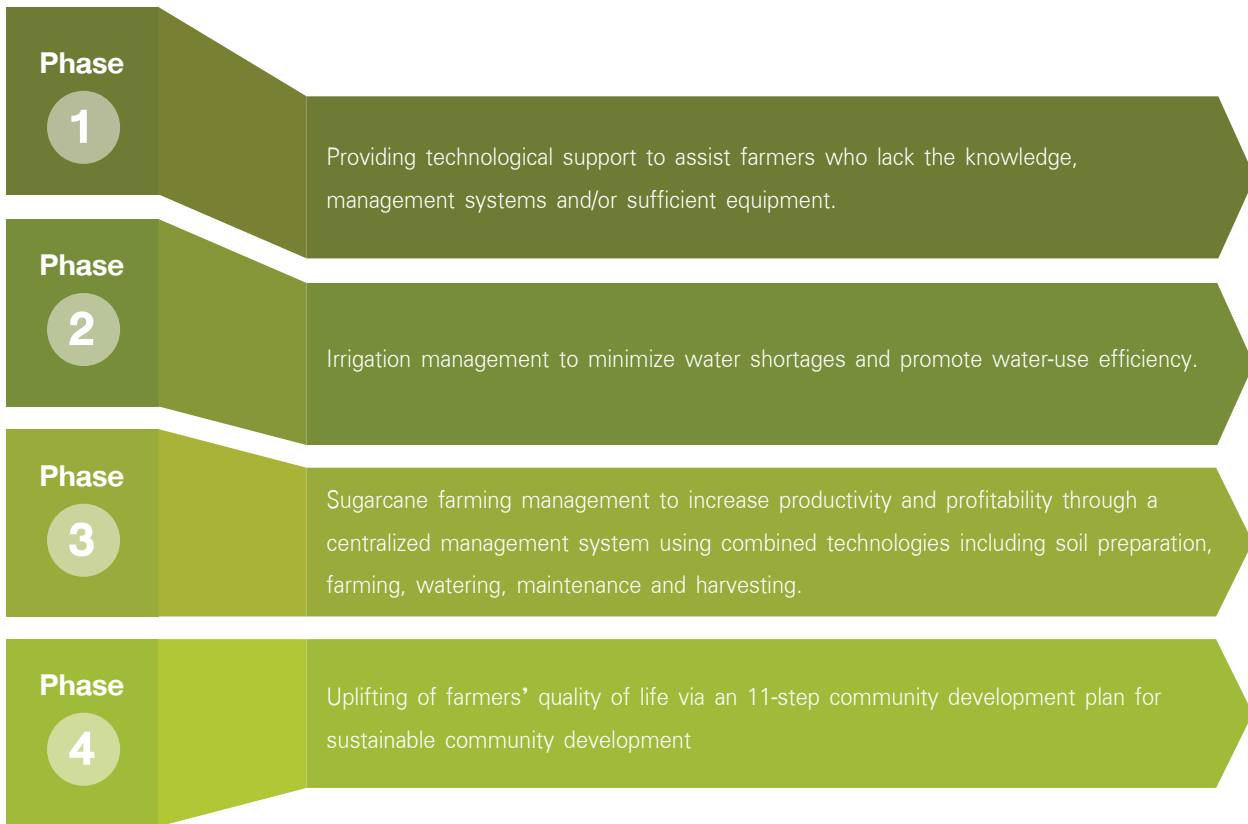 Phase
1
Providing technological support to assist farmers who lack the knowledge,
management systems and/or sufficient equipment.
Phase
2
Irrigation management to minimize water shortages and promote water-use efficiency.
Phase
3
Sugarcane farming management to increase productivity and profitability through a
centralized management system using combined technologies including soil preparation,
farming, watering, maintenance and harvesting.
Phase
4
Uplifting of farmers’ quality of life via an 11-step community development plan for
sustainable community development